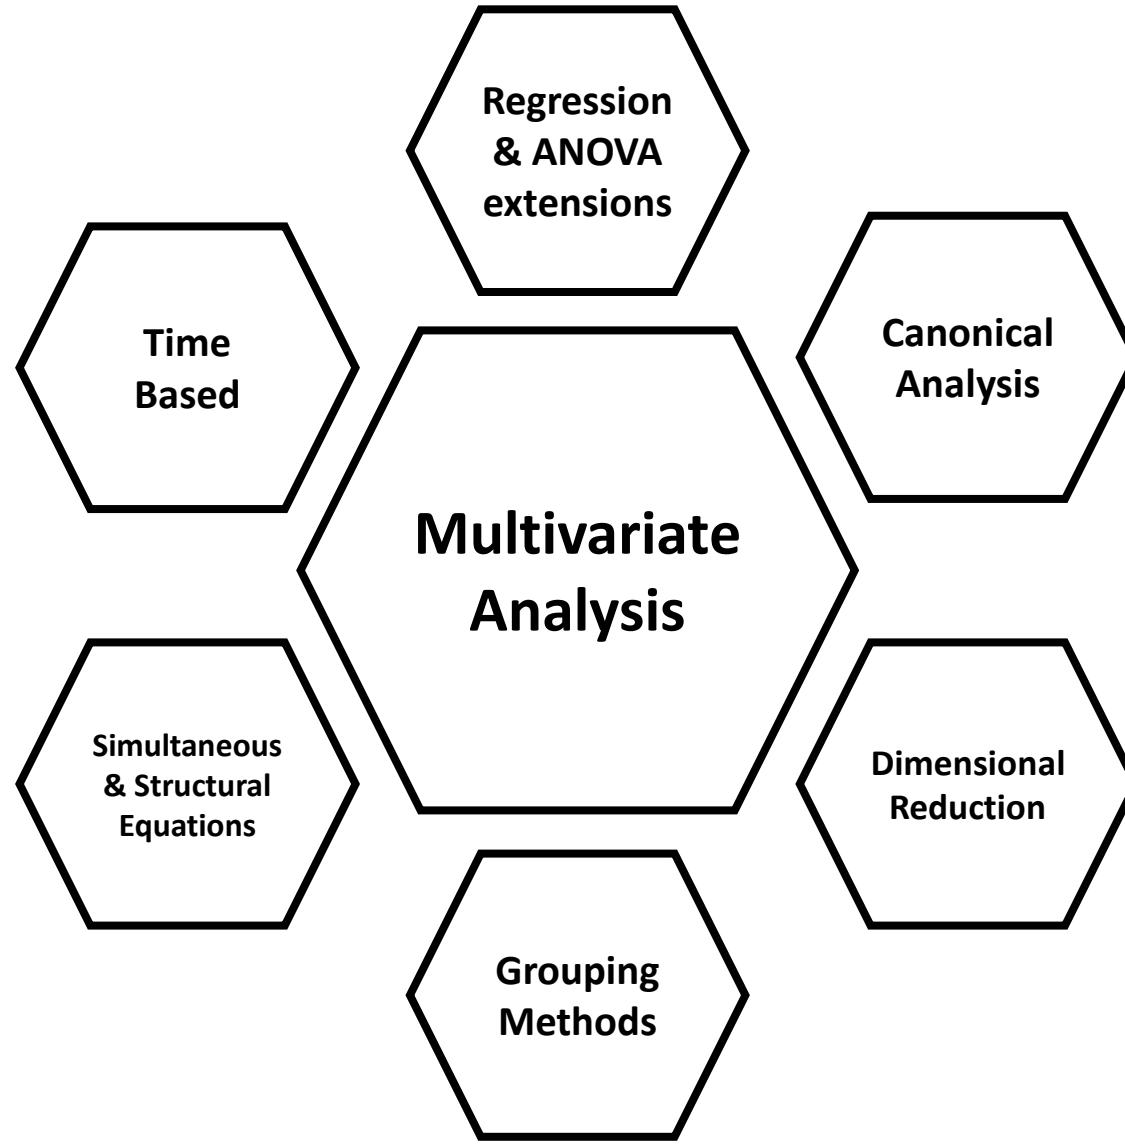 Regression
& ANOVA
extensions
Time
Based
Canonical
Analysis
Multivariate
Analysis
Simultaneous
& Structural
Equations
Dimensional
Reduction
Grouping
Methods